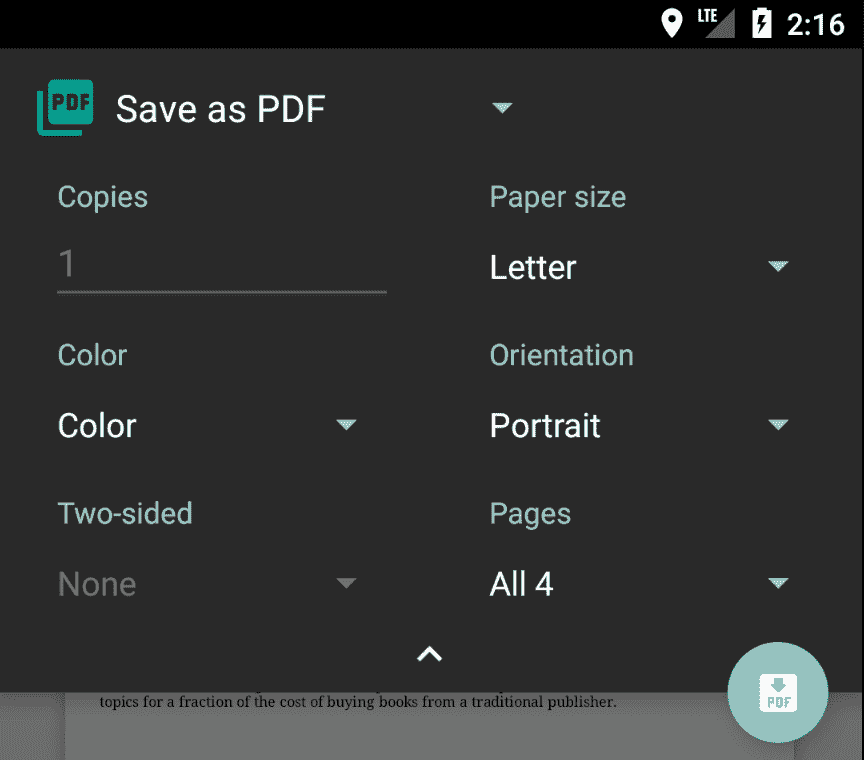 LTE 2:16
PDF Save as PDF
Copies Paper size
1 Letter
Color Orientation
Color Portrait
Two-sided Pages
None All 4
PDF
topics for a fraction of the cost of buying books from a traditional publisher.